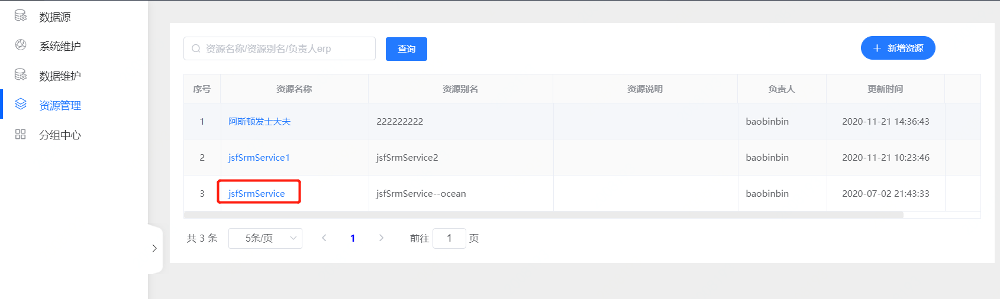 数据源
系统维护
数据维护
资源管理
分组中心
资源名称/资源别名/负责人erp
查询
新增资源
序号 资源名称 资源别名 资源说明 负责人 更新时间
1 阿斯顿发士大夫 222222222 baobinbin 2020-11-21 14:36:43
2 jsfSrmService1 jsfSrmService2 baobinbin 2020-11-21 10:23:46
3 jsfSrmService jsfSrmService--ocean baobinbin 2020-07-02 21:43:33
共 3 条 5条/页 1 前往 1 页